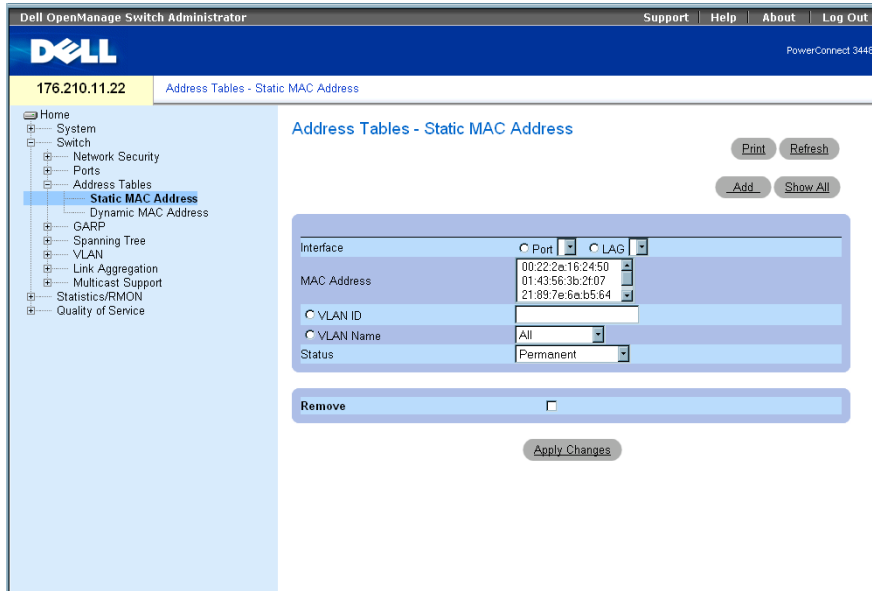 Dell OpenManage Switch Administrator
Support | Help | About | Log Out
DELL
PowerConnect 3448
176.210.11.22
Address Tables - Static MAC Address
Home
System
Switch
Network Security
Ports
Address Tables
Static MAC Address
Dynamic MAC Address
GARP
Spanning Tree
VLAN
Link Aggregation
Multicast Support
Statistics/RMON
Quality of Service
Address Tables - Static MAC Address
Print Refresh
Add Show All
Interface Port LAG
MAC Address
00:22:2a:16:24:50
01:43:56:3b:2f:07
21:89:7e:6a:b5:64
VLAN ID
VLAN Name All
Status Permanent
Remove
Apply Changes